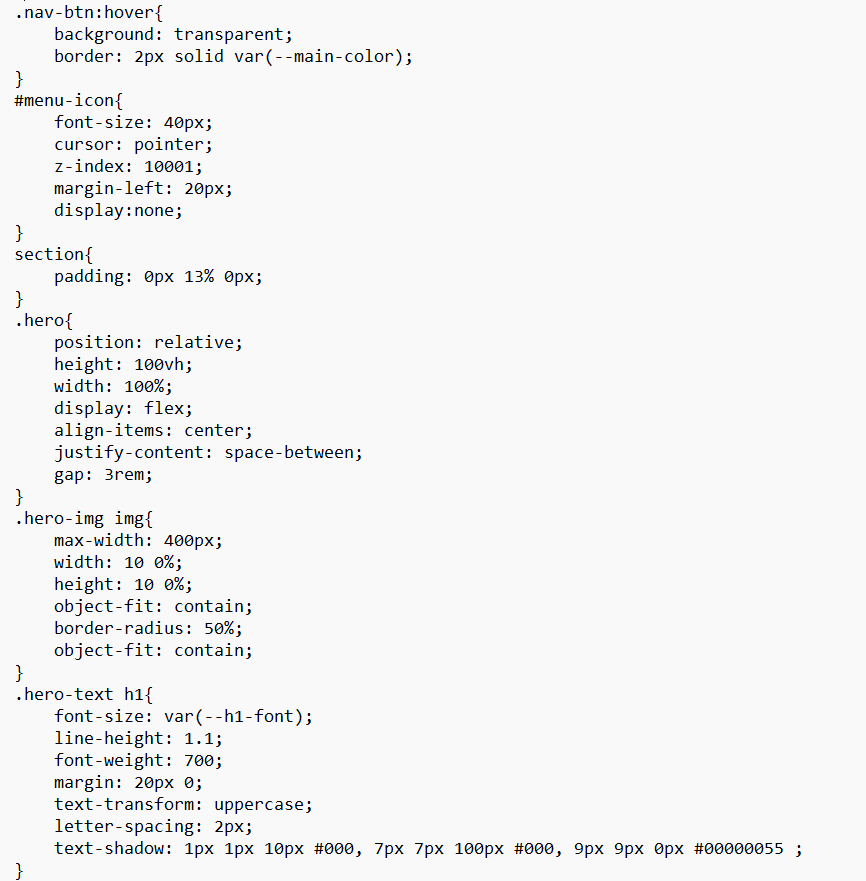 .nav-btn:hover{
    background: transparent;
    border: 2px solid var(--main-color);
}
#menu-icon{
    font-size: 40px;
    cursor: pointer;
    z-index: 10001;
    margin-left: 20px;
    display:none;
}
section{
    padding: 0px 13% 0px;
}
.hero{
    position: relative;
    height: 100vh;
    width: 100%;
    display: flex;
    align-items: center;
    justify-content: space-between;
    gap: 3rem;
}
.hero-img img{
    max-width: 400px;
    width: 10 0%;
    height: 10 0%;
    object-fit: contain;
    border-radius: 50%;
    object-fit: contain;
}
.hero-text h1{
    font-size: var(--h1-font);
    line-height: 1.1;
    font-weight: 700;
    margin: 20px 0;
    text-transform: uppercase;
    letter-spacing: 2px;
    text-shadow: 1px 1px 10px #000, 7px 7px 100px #000, 9px 9px 0px #00000055 ;
}